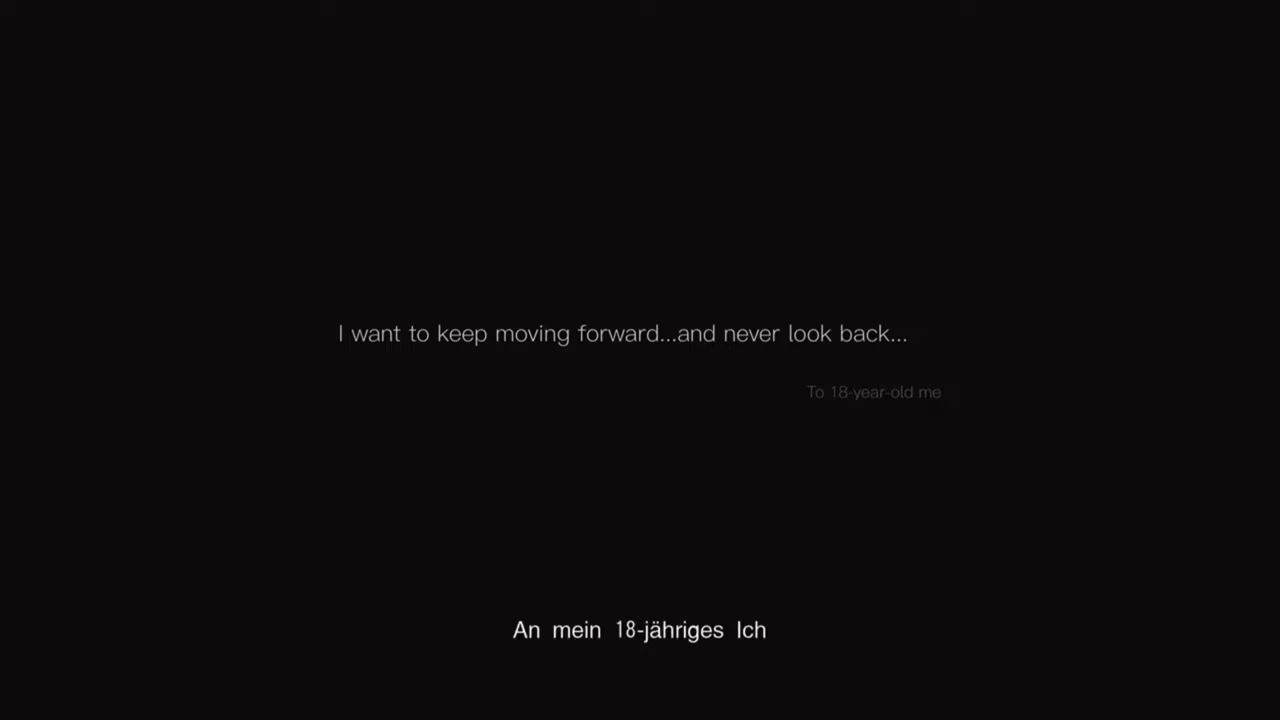 I want to keep moving forward...and never look back...
To 18-year-old me
An mein 18-jähriges Ich